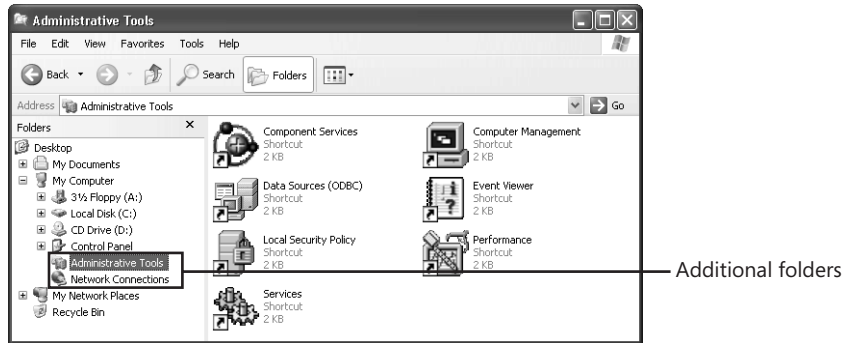 Administrative Tools
File Edit View Favorites Tools Help
Back Search Folders
Address Administrative Tools Go
Folders
Desktop
My Documents
My Computer
3½ Floppy (A:)
Local Disk (C:)
CD Drive (D:)
Control Panel
Administrative Tools
Network Connections
My Network Places
Recycle Bin
Component Services
Shortcut
2 KB
Computer Management
Shortcut
2 KB
Data Sources (ODBC)
Shortcut
2 KB
Event Viewer
Shortcut
2 KB
Local Security Policy
Shortcut
2 KB
Performance
Shortcut
2 KB
Services
Shortcut
2 KB
Additional folders